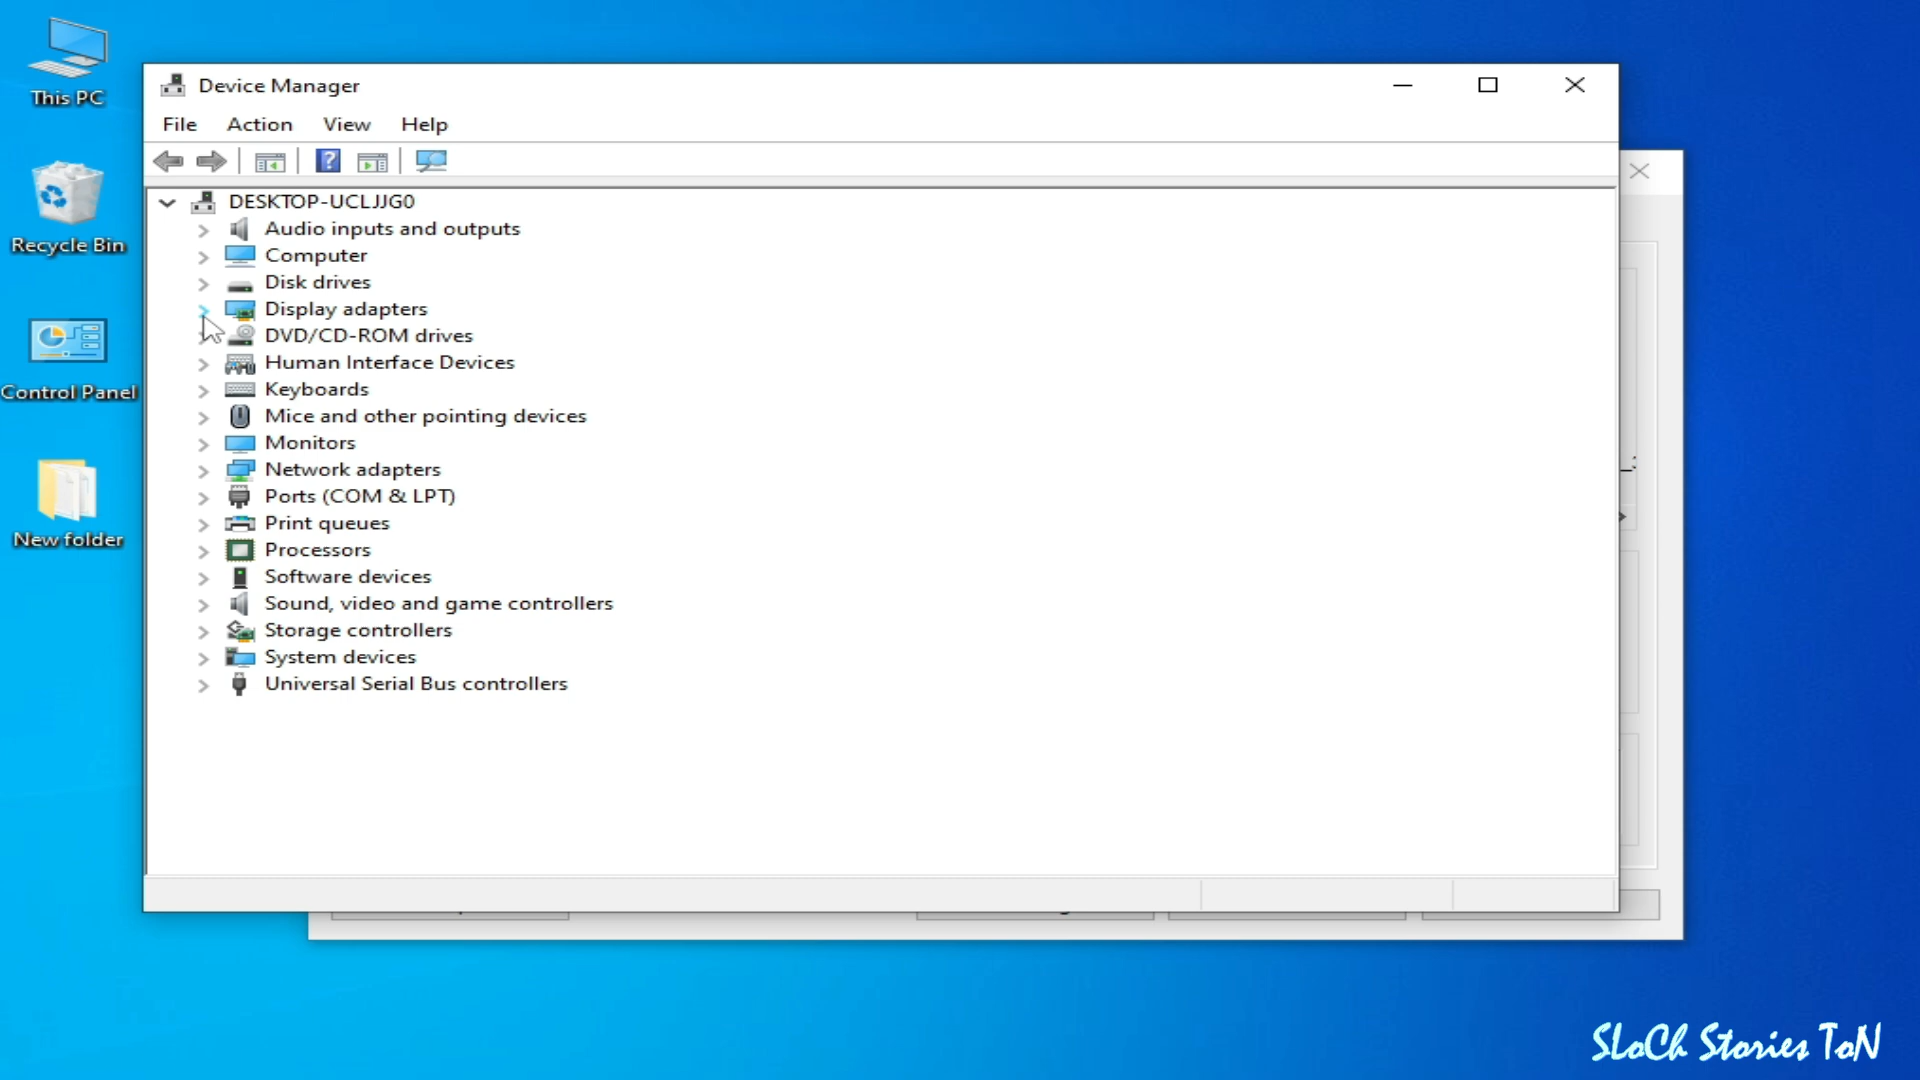 This PC
Recycle Bin
Control Panel
New folder
Device Manager
File Action View Help
DESKTOP-UCLJJG0
Audio inputs and outputs
Computer
Disk drives
Display adapters
DVD/CD-ROM drives
Human Interface Devices
Keyboards
Mice and other pointing devices
Monitors
Network adapters
Ports (COM & LPT)
Print queues
Processors
Software devices
Sound, video and game controllers
Storage controllers
System devices
Universal Serial Bus controllers
SLoCh Stories ToN